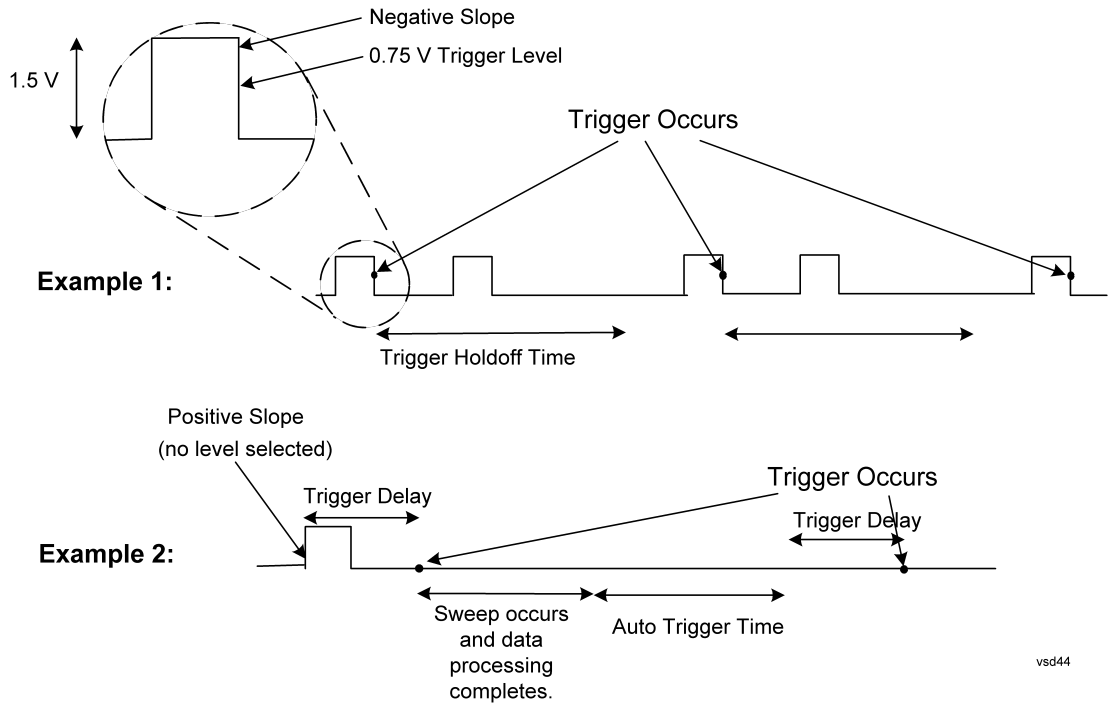 Negative Slope
1.5 V
0.75 V Trigger Level
Trigger Occurs
Example 1:
Trigger Holdoff Time
Positive Slope
(no level selected)
Trigger Delay
Trigger Occurs
Trigger Delay
Example 2:
Sweep occurs
and data
processing
completes.
Auto Trigger Time
vsd44